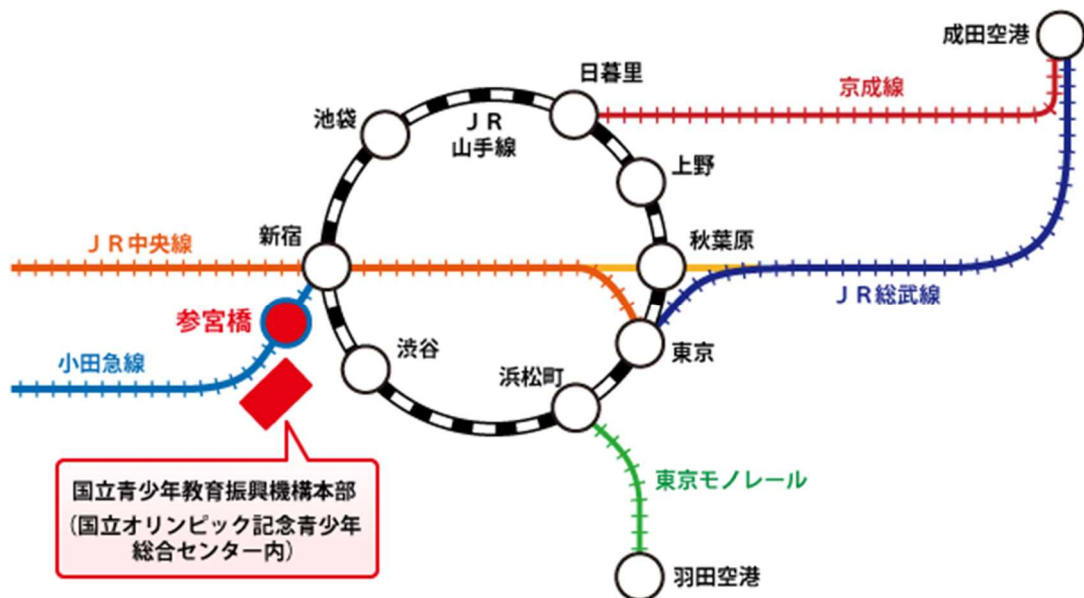 成田空港
日暮里
京成線
池袋
ＪＲ
山手線
上野
ＪＲ中央線
新宿
秋葉原
ＪＲ総武線
参宮橋
小田急線
渋谷
浜松町
東京
国立青少年教育振興機構本部
（国立オリンピック記念青少年
総合センター内）
東京モノレール
羽田空港